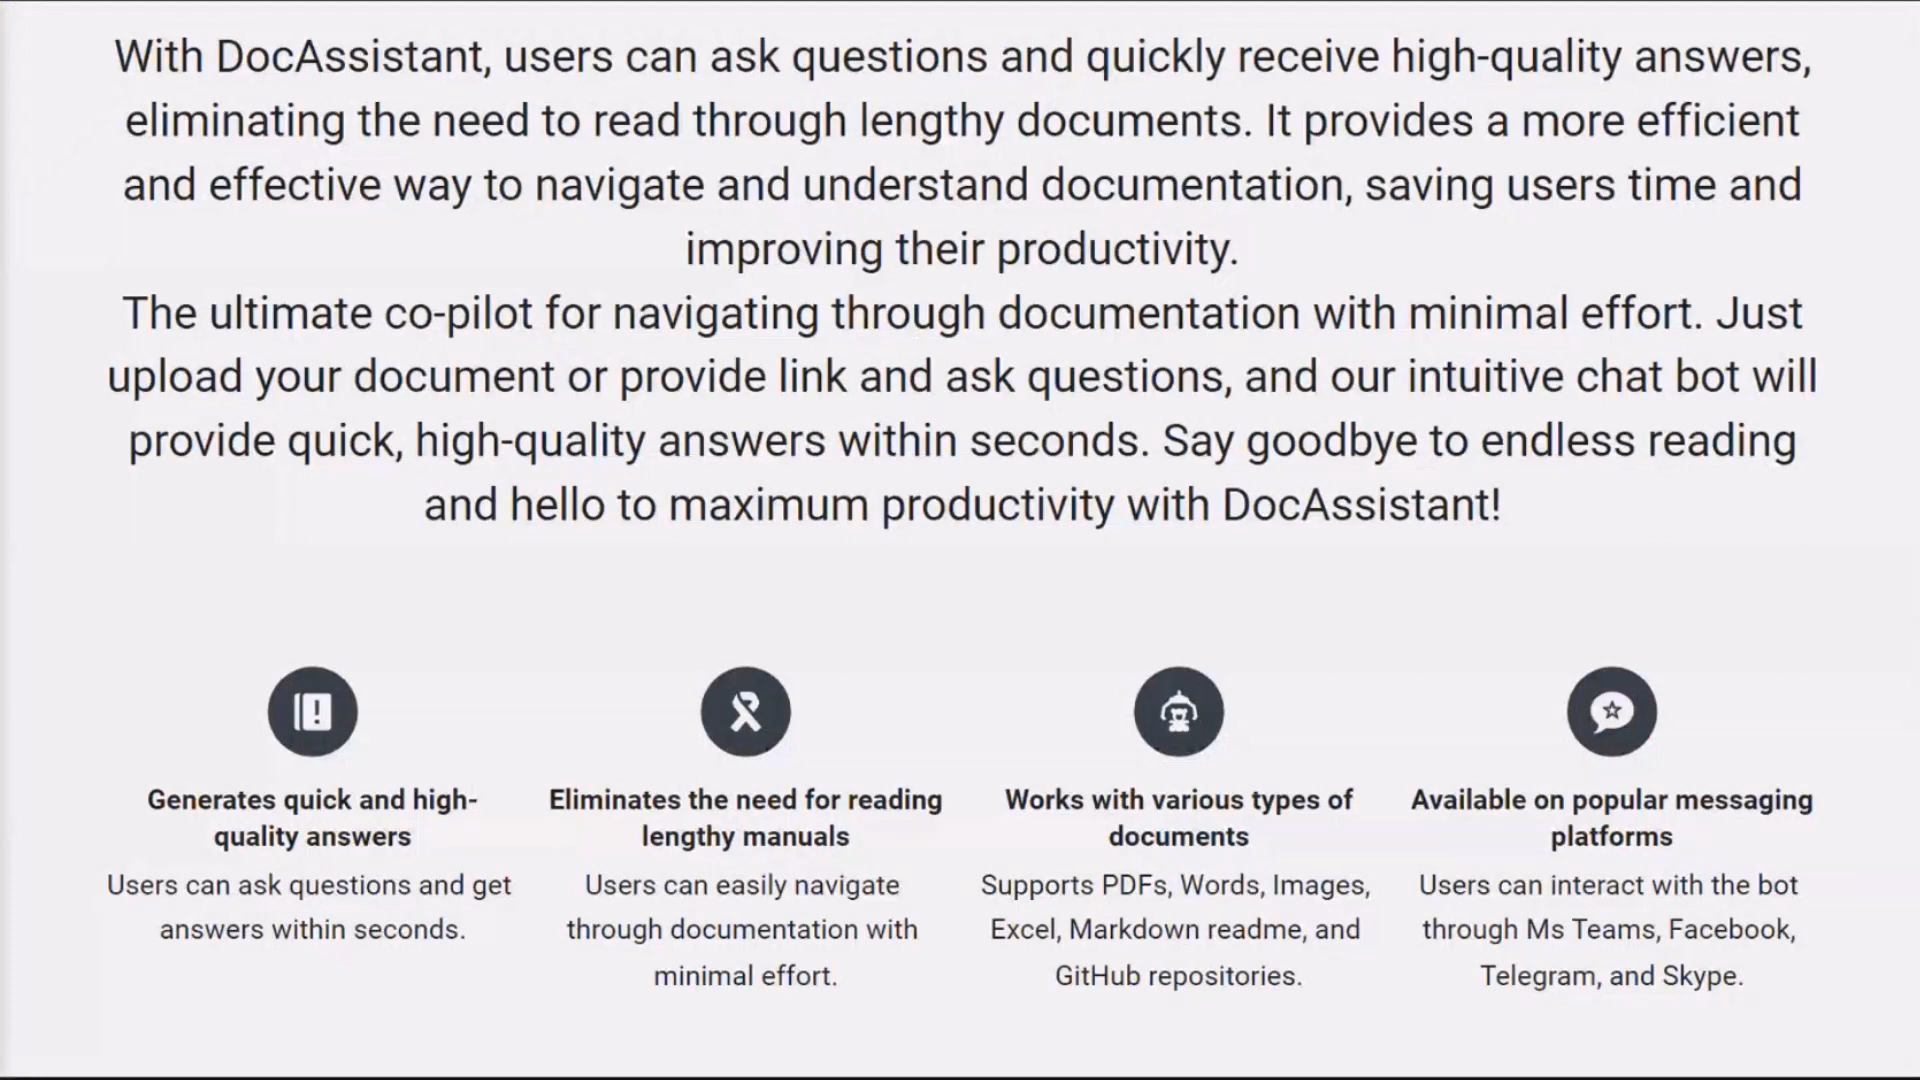 With DocAssistant, users can ask questions and quickly receive high-quality answers,
eliminating the need to read through lengthy documents. It provides a more efficient
and effective way to navigate and understand documentation, saving users time and
improving their productivity.
The ultimate co-pilot for navigating through documentation with minimal effort. Just
upload your document or provide link and ask questions, and our intuitive chat bot will
provide quick, high-quality answers within seconds. Say goodbye to endless reading
and hello to maximum productivity with DocAssistant!
Generates quick and high-
quality answers
Users can ask questions and get
answers within seconds.
Eliminates the need for reading
lengthy manuals
Users can easily navigate
through documentation with
minimal effort.
Works with various types of
documents
Supports PDFs, Words, Images,
Excel, Markdown readme, and
GitHub repositories.
Available on popular messaging
platforms
Users can interact with the bot
through Ms Teams, Facebook,
Telegram, and Skype.